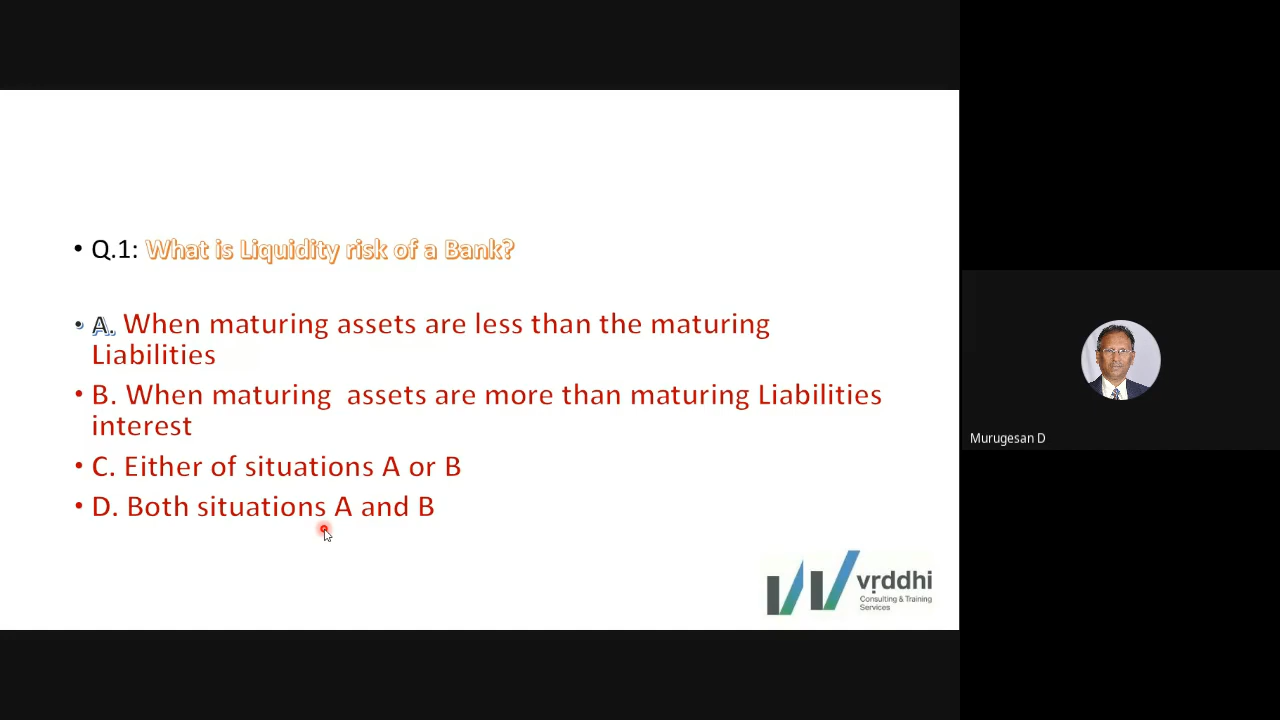 • Q.1: What is Liquidity risk of a Bank?
• A. When maturing assets are less than the maturing
Liabilities
• B. When maturing  assets are more than maturing Liabilities
interest
• C. Either of situations A or B
• D. Both situations A and B
vṛddhi
Consulting & Training
Services
Murugesan D